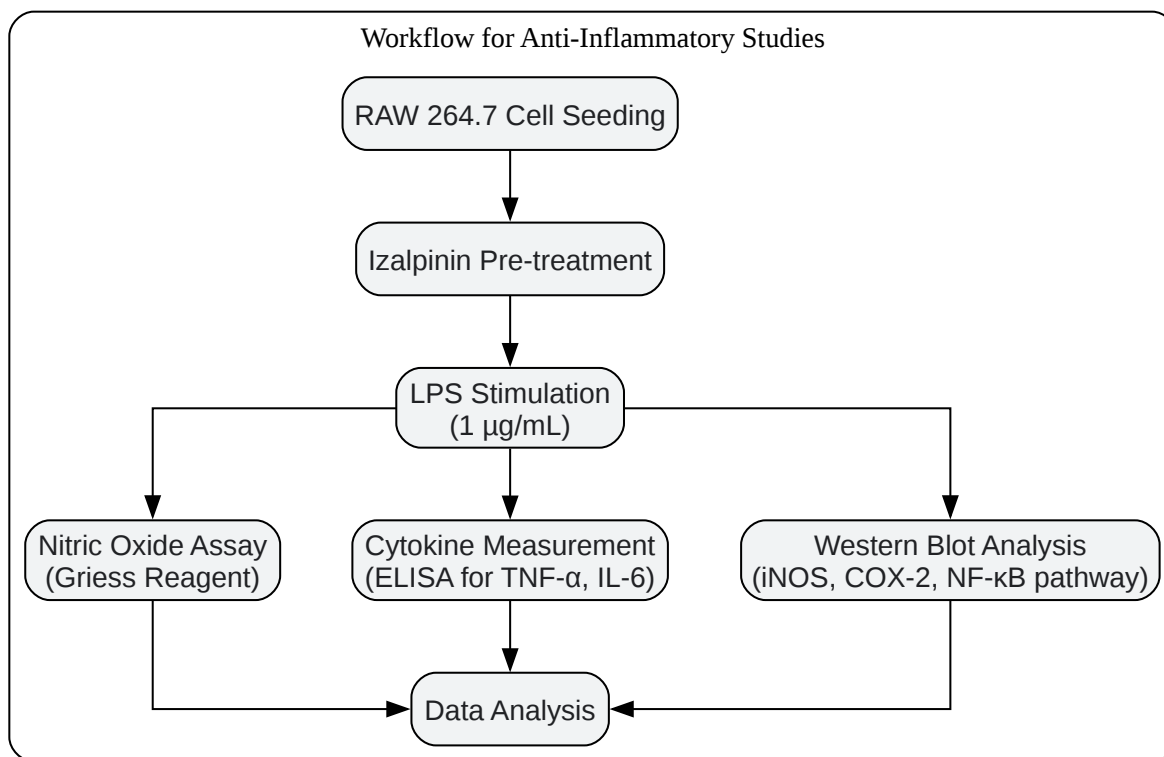 Workflow for Anti-Inflammatory Studies
RAW 264.7 Cell Seeding
Izalpinin Pre-treatment
LPS Stimulation
(1 µg/mL)
Nitric Oxide Assay
(Griess Reagent)
Cytokine Measurement
(ELISA for TNF-α, IL-6)
Western Blot Analysis
(iNOS, COX-2, NF-κB pathway)
Data Analysis